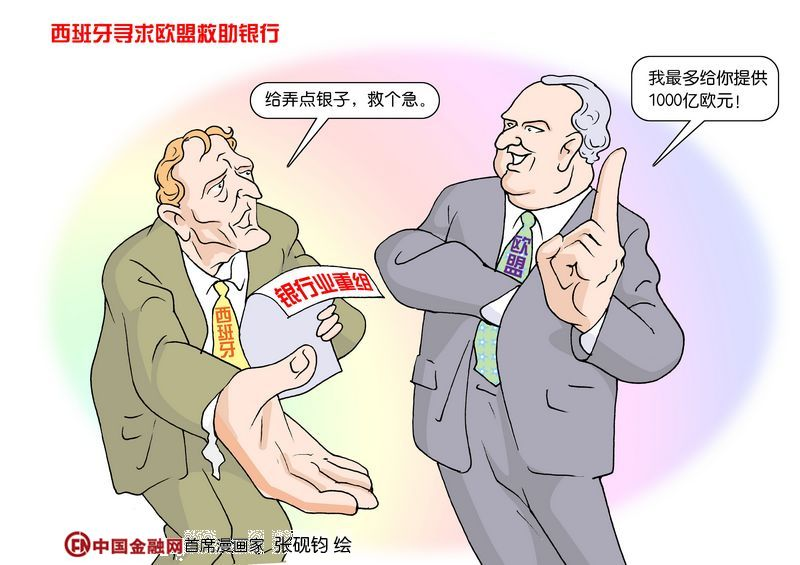 西班牙寻求欧盟救助银行
给弄点银子，救个急。
我最多给你提供
1000亿欧元！
银行业重组
西班牙
欧盟
CFN中国金融网首席漫画家 张砚钧 绘